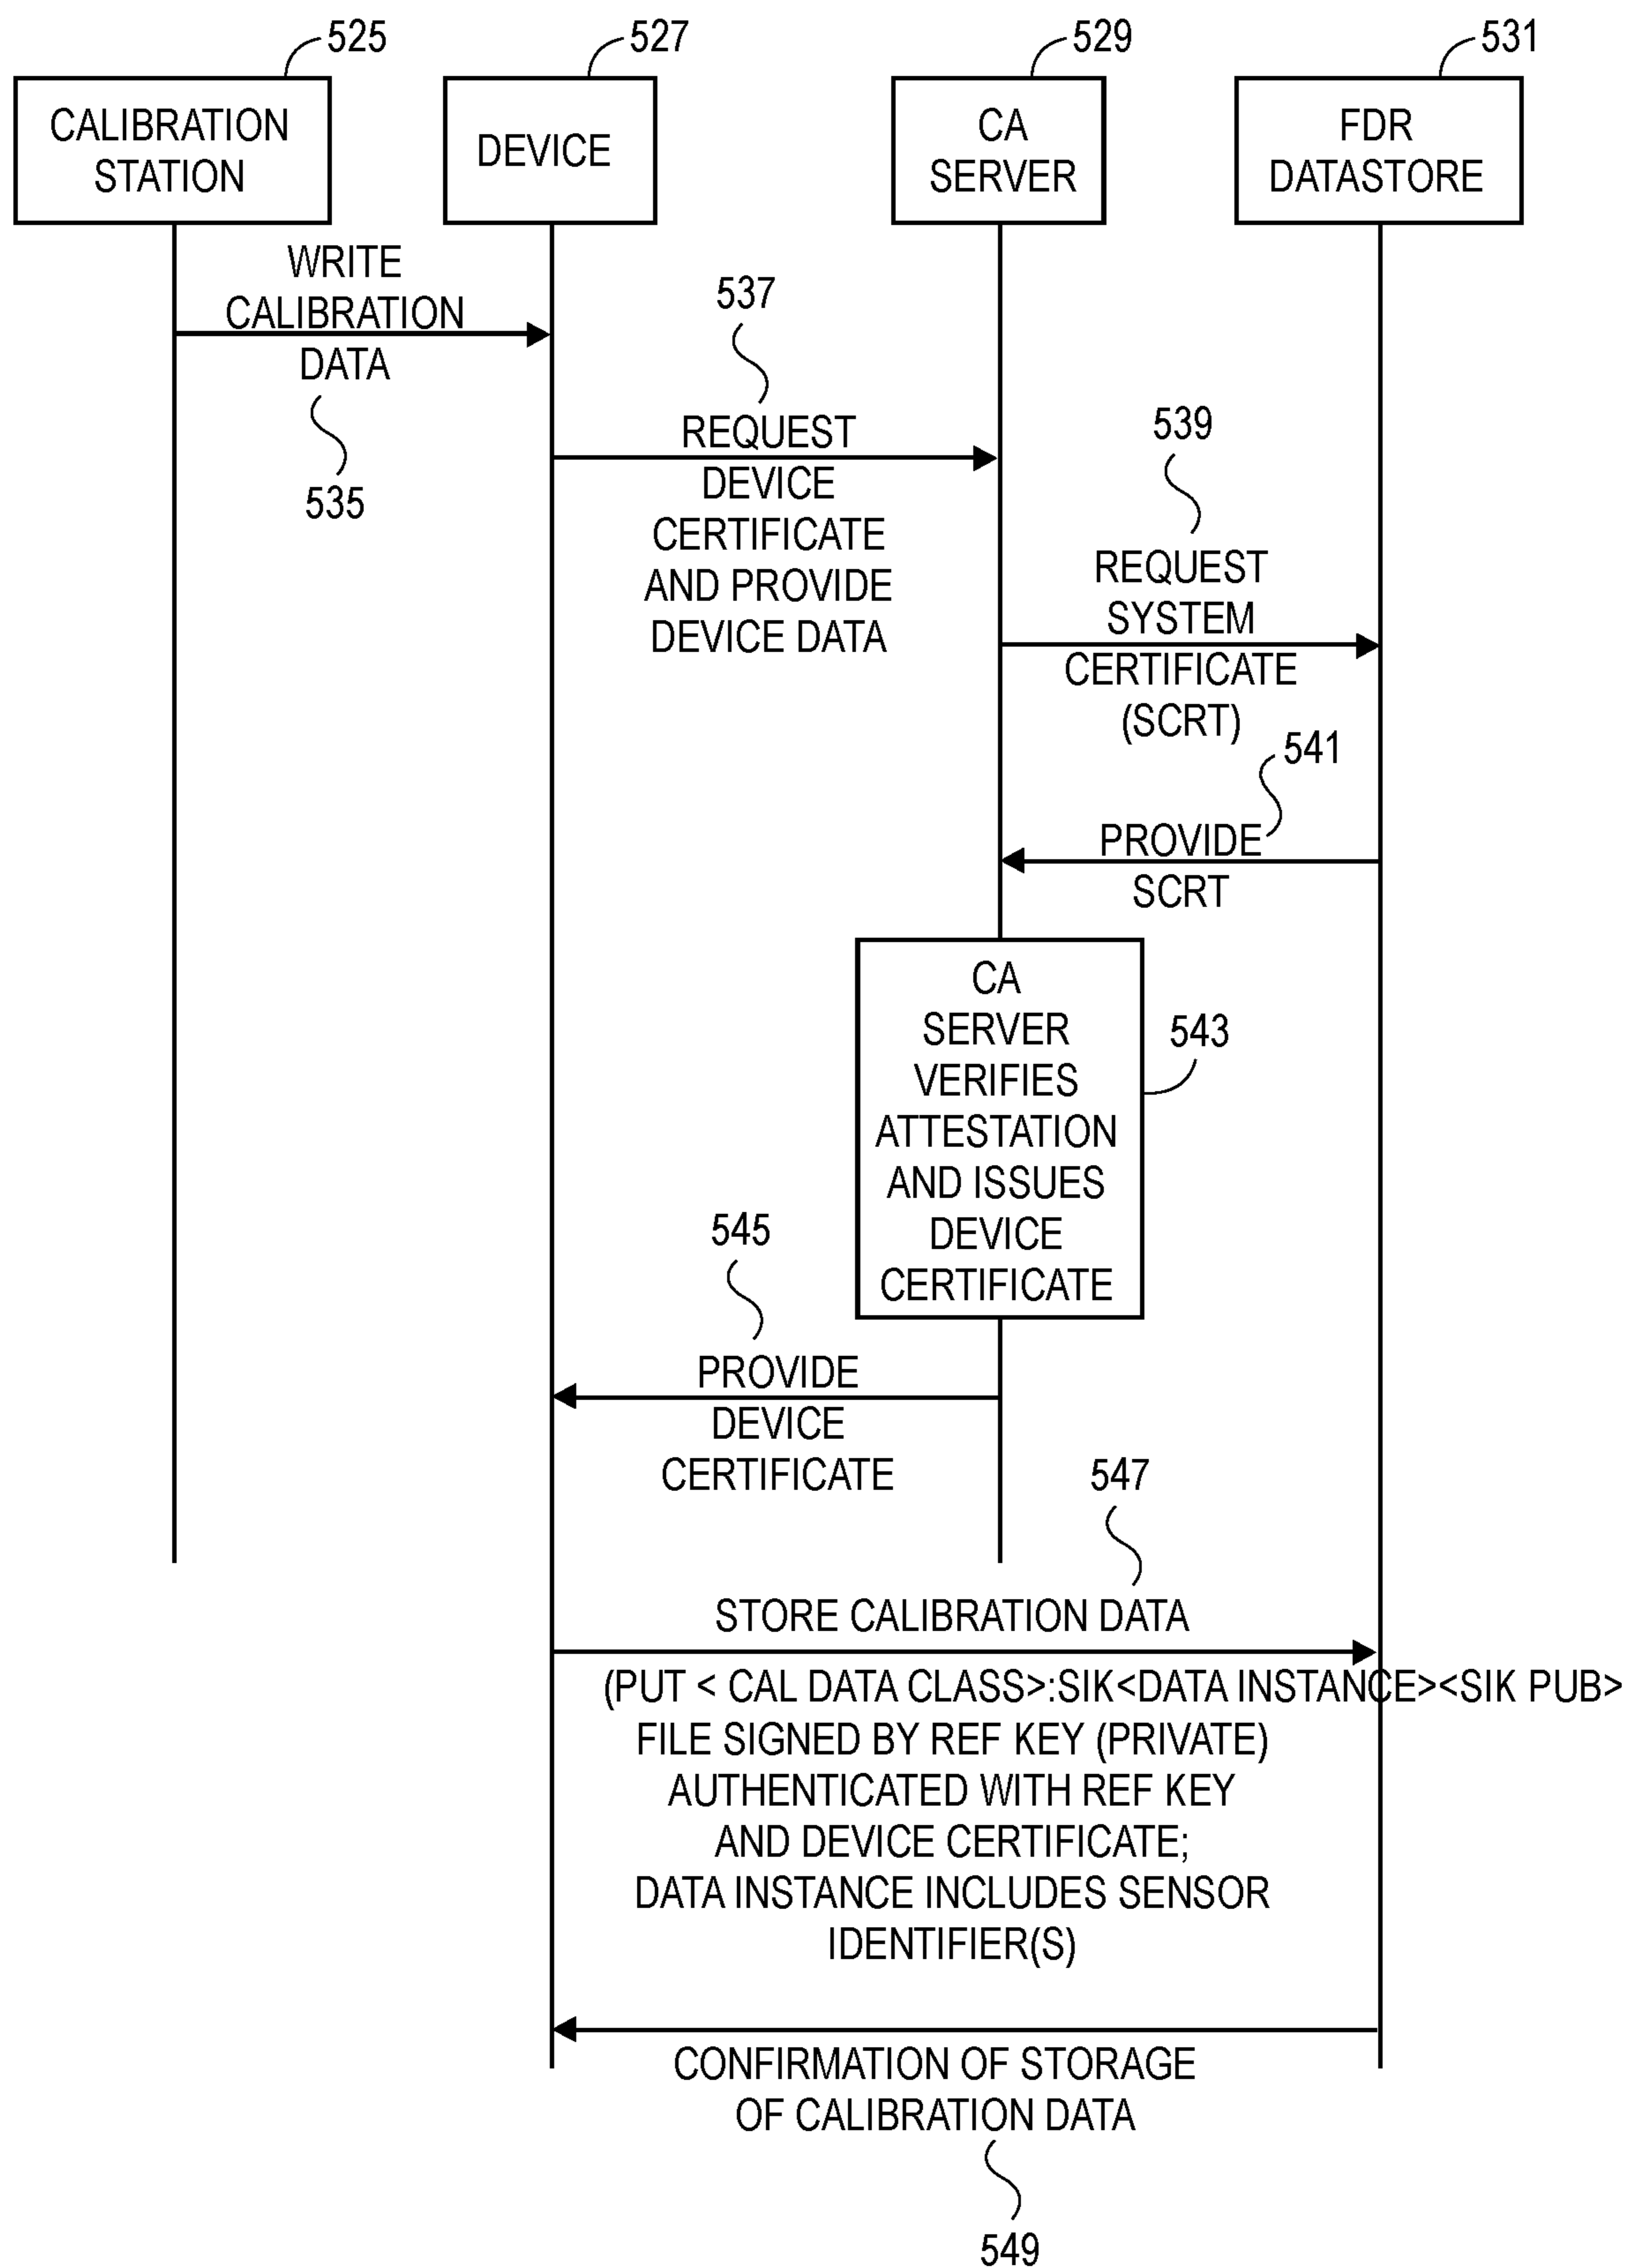 525
527
529
531
CALIBRATION
STATION
DEVICE
CA
SERVER
FDR
DATASTORE
WRITE
CALIBRATION
DATA
535
537
REQUEST
DEVICE
CERTIFICATE
AND PROVIDE
DEVICE DATA
539
REQUEST
SYSTEM
CERTIFICATE
(SCRT)
541
PROVIDE
SCRT
CA
SERVER
VERIFIES
ATTESTATION
AND ISSUES
DEVICE
CERTIFICATE
543
545
PROVIDE
DEVICE
CERTIFICATE
547
STORE CALIBRATION DATA
(PUT < CAL DATA CLASS>:SIK<DATA INSTANCE><SIK PUB>
FILE SIGNED BY REF KEY (PRIVATE)
AUTHENTICATED WITH REF KEY
AND DEVICE CERTIFICATE;
DATA INSTANCE INCLUDES SENSOR
IDENTIFIER(S)
CONFIRMATION OF STORAGE
OF CALIBRATION DATA
549